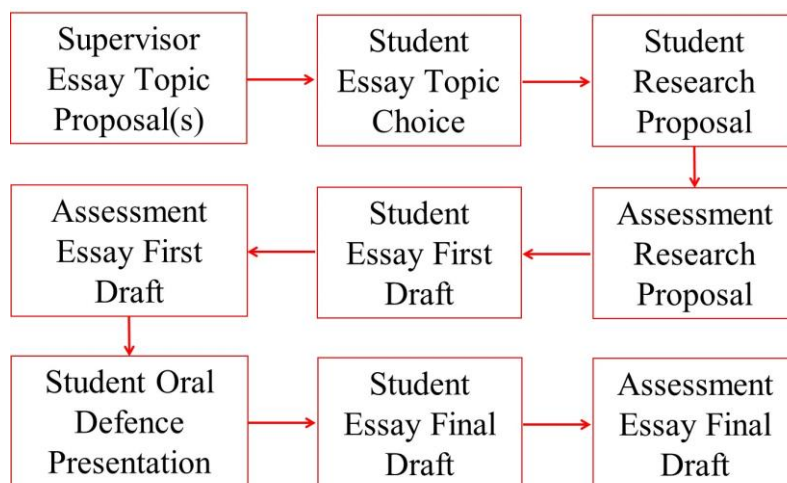 Supervisor
Essay Topic
Proposal(s)
Student
Essay Topic
Choice
Student
Research
Proposal
Assessment
Research
Proposal
Student
Essay First
Draft
Assessment
Essay First
Draft
Student Oral
Defence
Presentation
Student
Essay Final
Draft
Assessment
Essay Final
Draft